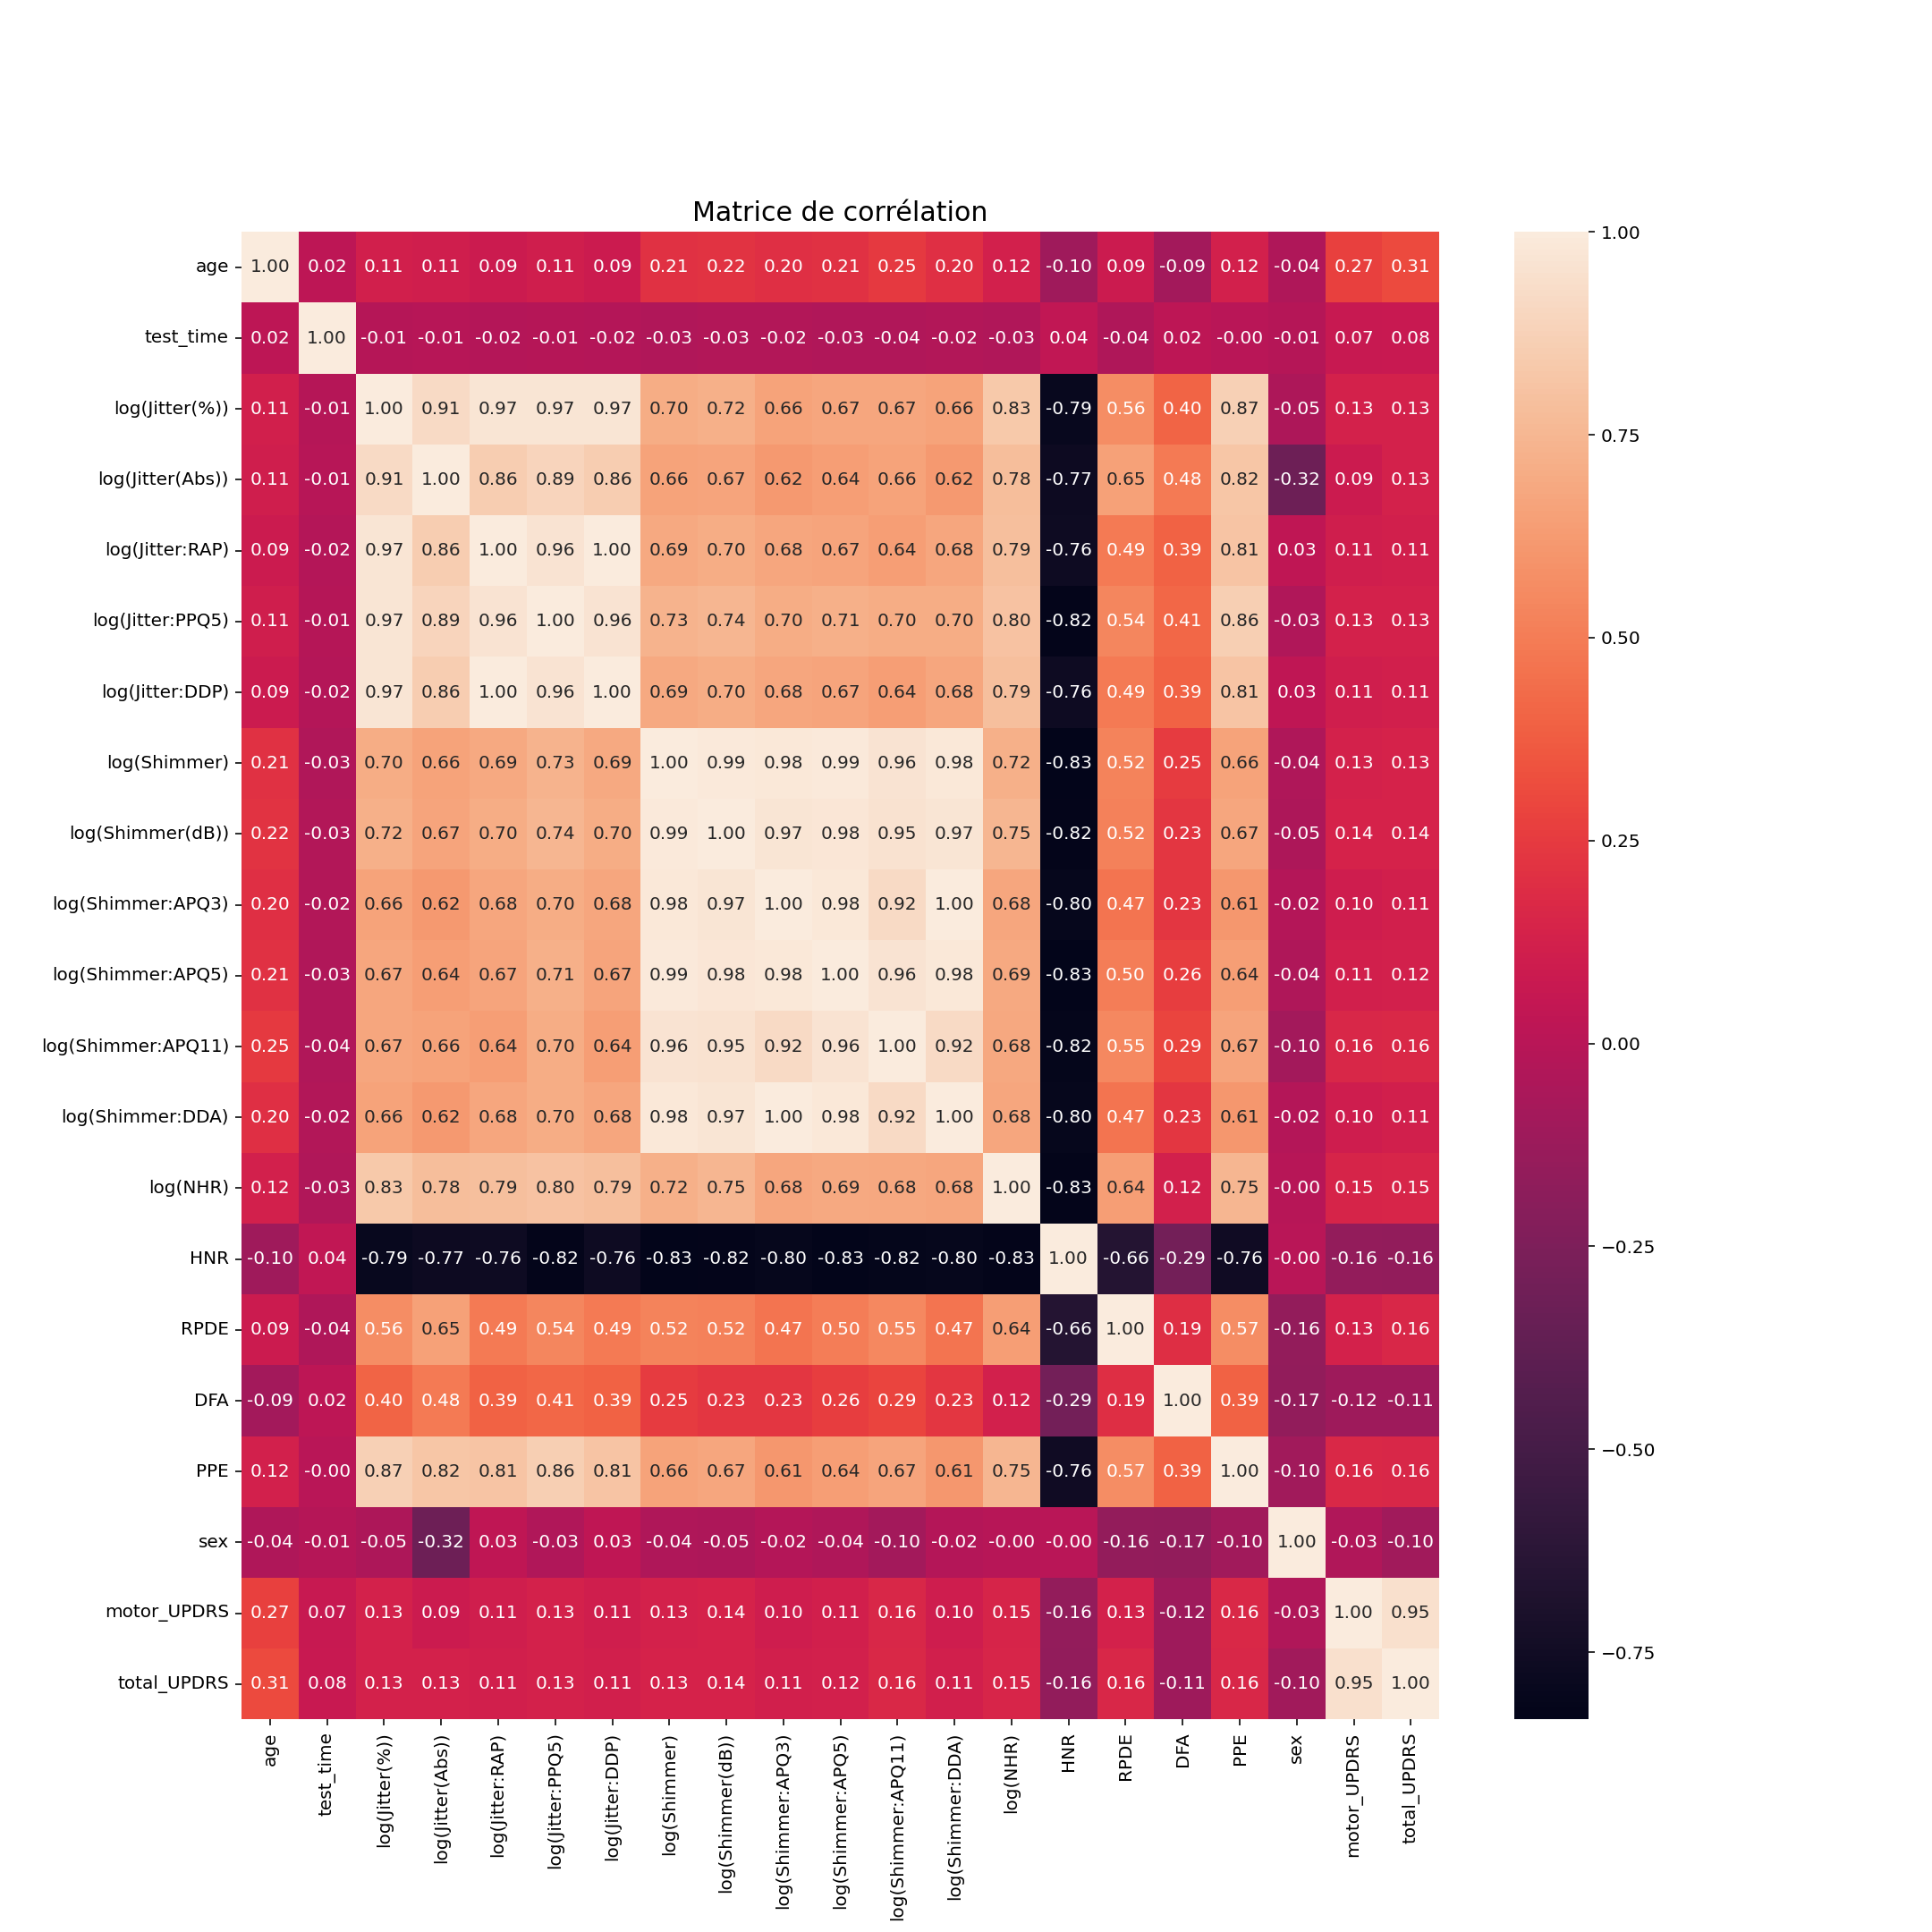 Matrice de corrélation
age 1.00 0.02 0.11 0.11 0.09 0.11 0.09 0.21 0.22 0.20 0.21 0.25 0.20 0.12 -0.10 0.09 -0.09 0.12 -0.04 0.27 0.31
test_time 0.02 1.00 -0.01 -0.01 -0.02 -0.01 -0.02 -0.03 -0.03 -0.02 -0.03 -0.04 -0.02 -0.03 0.04 -0.04 0.02 -0.00 -0.01 0.07 0.08
log(Jitter(%)) 0.11 -0.01 1.00 0.91 0.97 0.97 0.97 0.70 0.72 0.66 0.67 0.67 0.66 0.83 -0.79 0.56 0.40 0.87 -0.05 0.13 0.13
log(Jitter(Abs)) 0.11 -0.01 0.91 1.00 0.86 0.89 0.86 0.66 0.67 0.62 0.64 0.66 0.62 0.78 -0.77 0.65 0.48 0.82 -0.32 0.09 0.13
log(Jitter:RAP) 0.09 -0.02 0.97 0.86 1.00 0.96 1.00 0.69 0.70 0.68 0.67 0.64 0.68 0.79 -0.76 0.49 0.39 0.81 0.03 0.11 0.11
log(Jitter:PPQ5) 0.11 -0.01 0.97 0.89 0.96 1.00 0.96 0.73 0.74 0.70 0.71 0.70 0.70 0.80 -0.82 0.54 0.41 0.86 -0.03 0.13 0.13
log(Jitter:DDP) 0.09 -0.02 0.97 0.86 1.00 0.96 1.00 0.69 0.70 0.68 0.67 0.64 0.68 0.79 -0.76 0.49 0.39 0.81 0.03 0.11 0.11
log(Shimmer) 0.21 -0.03 0.70 0.66 0.69 0.73 0.69 1.00 0.99 0.98 0.99 0.96 0.98 0.72 -0.83 0.52 0.25 0.66 -0.04 0.13 0.13
log(Shimmer(dB)) 0.22 -0.03 0.72 0.67 0.70 0.74 0.70 0.99 1.00 0.97 0.98 0.95 0.97 0.75 -0.82 0.52 0.23 0.67 -0.05 0.14 0.14
log(Shimmer:APQ3) 0.20 -0.02 0.66 0.62 0.68 0.70 0.68 0.98 0.97 1.00 0.98 0.92 1.00 0.68 -0.80 0.47 0.23 0.61 -0.02 0.10 0.11
log(Shimmer:APQ5) 0.21 -0.03 0.67 0.64 0.67 0.71 0.67 0.99 0.98 0.98 1.00 0.96 0.98 0.69 -0.83 0.50 0.26 0.64 -0.04 0.11 0.12
log(Shimmer:APQ11) 0.25 -0.04 0.67 0.66 0.64 0.70 0.64 0.96 0.95 0.92 0.96 1.00 0.92 0.68 -0.82 0.55 0.29 0.67 -0.10 0.16 0.16
log(Shimmer:DDA) 0.20 -0.02 0.66 0.62 0.68 0.70 0.68 0.98 0.97 1.00 0.98 0.92 1.00 0.68 -0.80 0.47 0.23 0.61 -0.02 0.10 0.11
log(NHR) 0.12 -0.03 0.83 0.78 0.79 0.80 0.79 0.72 0.75 0.68 0.69 0.68 0.68 1.00 -0.83 0.64 0.12 0.75 -0.00 0.15 0.15
HNR -0.10 0.04 -0.79 -0.77 -0.76 -0.82 -0.76 -0.83 -0.82 -0.80 -0.83 -0.82 -0.80 -0.83 1.00 -0.66 -0.29 -0.76 -0.00 -0.16 -0.16
RPDE 0.09 -0.04 0.56 0.65 0.49 0.54 0.49 0.52 0.52 0.47 0.50 0.55 0.47 0.64 -0.66 1.00 0.19 0.57 -0.16 0.13 0.16
DFA -0.09 0.02 0.40 0.48 0.39 0.41 0.39 0.25 0.23 0.23 0.26 0.29 0.23 0.12 -0.29 0.19 1.00 0.39 -0.17 -0.12 -0.11
PPE 0.12 -0.00 0.87 0.82 0.81 0.86 0.81 0.66 0.67 0.61 0.64 0.67 0.61 0.75 -0.76 0.57 0.39 1.00 -0.10 0.16 0.16
sex -0.04 -0.01 -0.05 -0.32 0.03 -0.03 0.03 -0.04 -0.05 -0.02 -0.04 -0.10 -0.02 -0.00 -0.00 -0.16 -0.17 -0.10 1.00 -0.03 -0.10
motor_UPDRS 0.27 0.07 0.13 0.09 0.11 0.13 0.11 0.13 0.14 0.10 0.11 0.16 0.10 0.15 -0.16 0.13 -0.12 0.16 -0.03 1.00 0.95
total_UPDRS 0.31 0.08 0.13 0.13 0.11 0.13 0.11 0.13 0.14 0.11 0.12 0.16 0.11 0.15 -0.16 0.16 -0.11 0.16 -0.10 0.95 1.00
age
test_time
log(Jitter(%))
log(Jitter(Abs))
log(Jitter:RAP)
log(Jitter:PPQ5)
log(Jitter:DDP)
log(Shimmer)
log(Shimmer(dB))
log(Shimmer:APQ3)
log(Shimmer:APQ5)
log(Shimmer:APQ11)
log(Shimmer:DDA)
log(NHR)
HNR
RPDE
DFA
PPE
sex
motor_UPDRS
total_UPDRS
1.00
0.75
0.50
0.25
0.00
−0.25
−0.50
−0.75